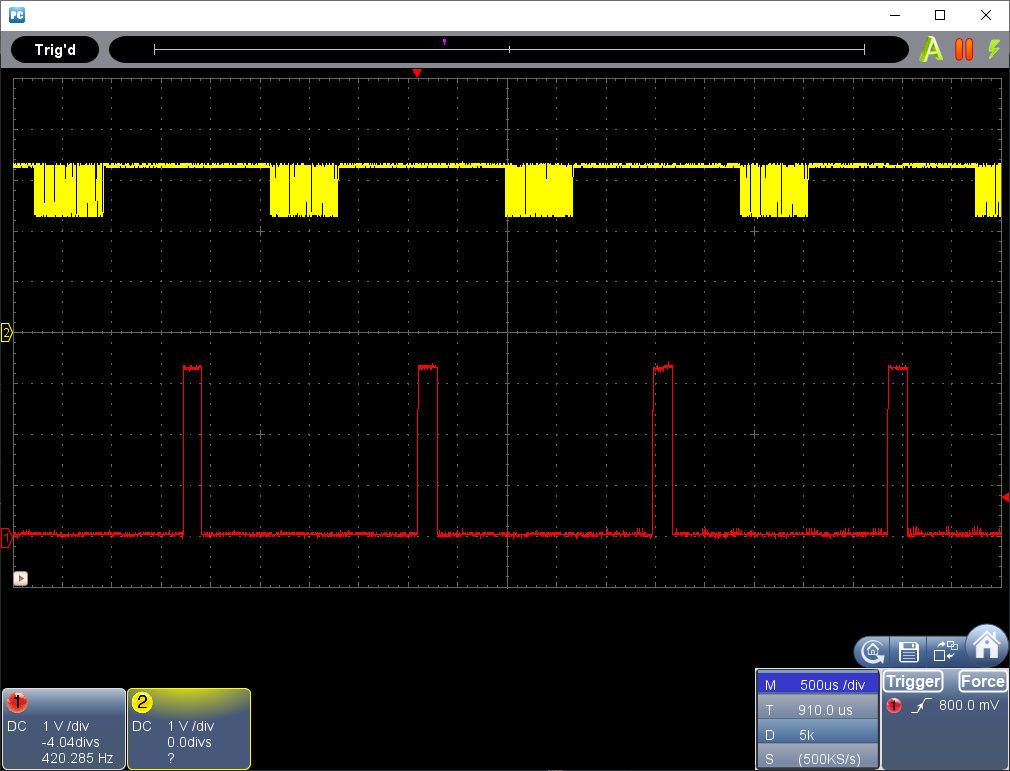 PC
Trig'd
A
2
1
1
DC 1 V /div
-4.04divs
420.285 Hz
2
DC 1 V /div
0.0divs
?
M 500us /div
T 910.0 us
D 5k
S (500KS/s)
Trigger Force
1 800.0 mV